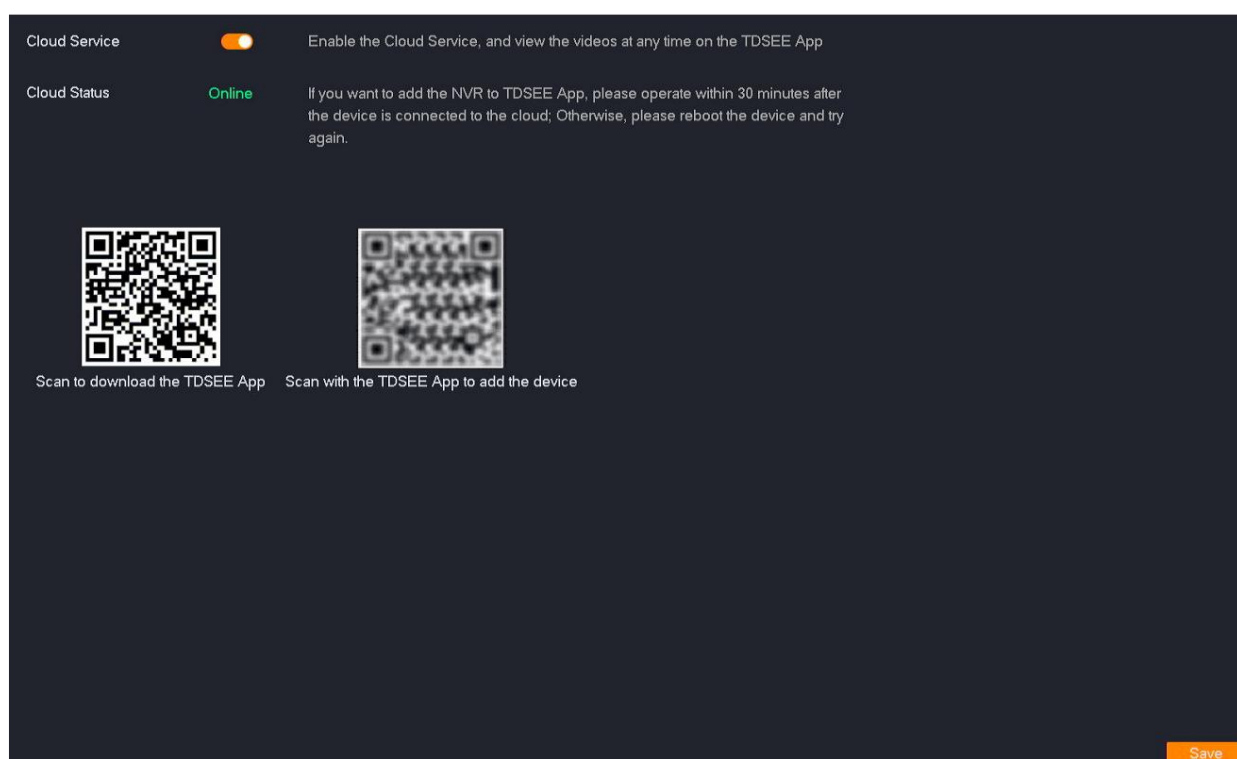 Cloud Service
Enable the Cloud Service, and view the videos at any time on the TDSEE App
Cloud Status
Online
If you want to add the NVR to TDSEE App, please operate within 30 minutes after
the device is connected to the cloud; Otherwise, please reboot the device and try
again.
Scan to download the TDSEE App
Scan with the TDSEE App to add the device
Save